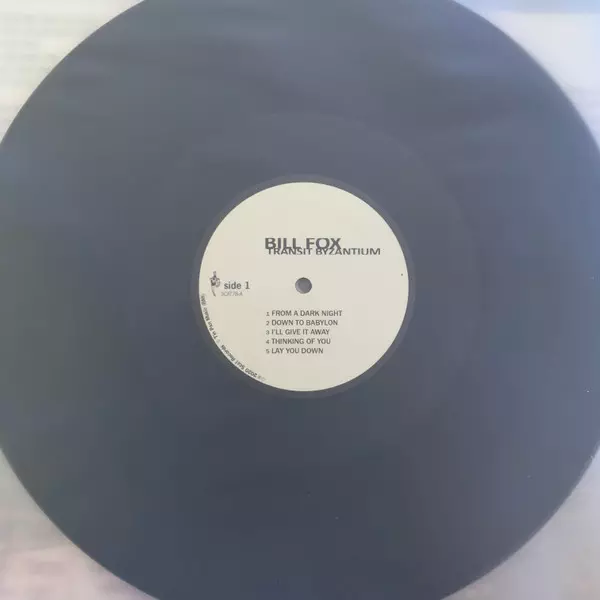 BILL FOX
TRANSIT BYZANTIUM
side 1
1 FROM A DARK NIGHT
2 DOWN TO BABYLON
3 I'LL GIVE IT AWAY
4 THINKING OF YOU
5 LAY YOU DOWN